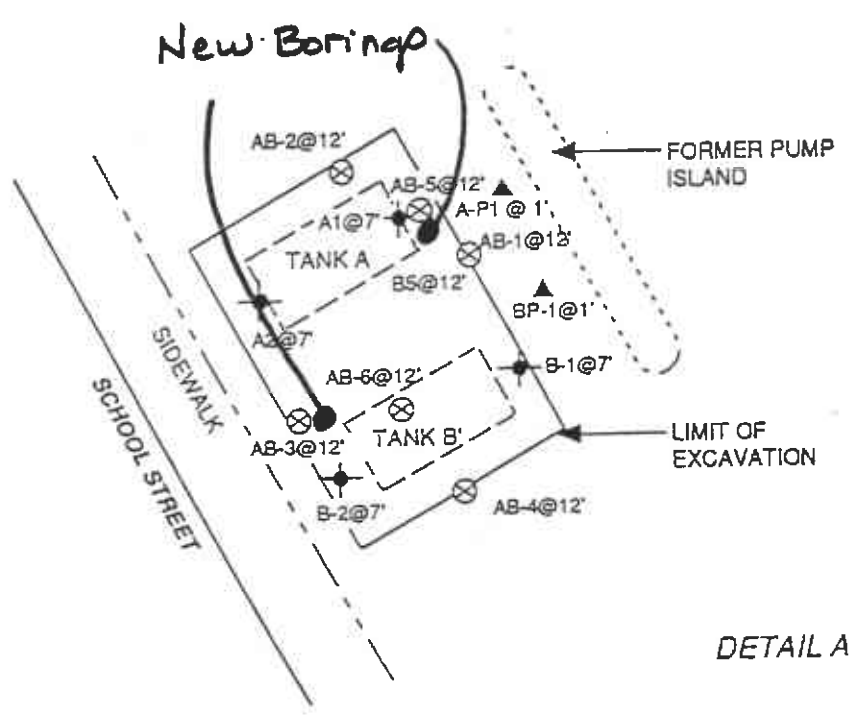 New Borings
AB-2@12'
FORMER PUMP
ISLAND
AB-5@12'
A-P1 @ 1'
A1@7'
AB-1@12'
TANK A
B5@12'
BP-1@1'
A2@7'
SIDEWALK
AB-6@12'
B-1@7'
SCHOOL STREET
TANK B'
LIMIT OF
EXCAVATION
AB-3@12'
B-2@7'
AB-4@12'
DETAIL A